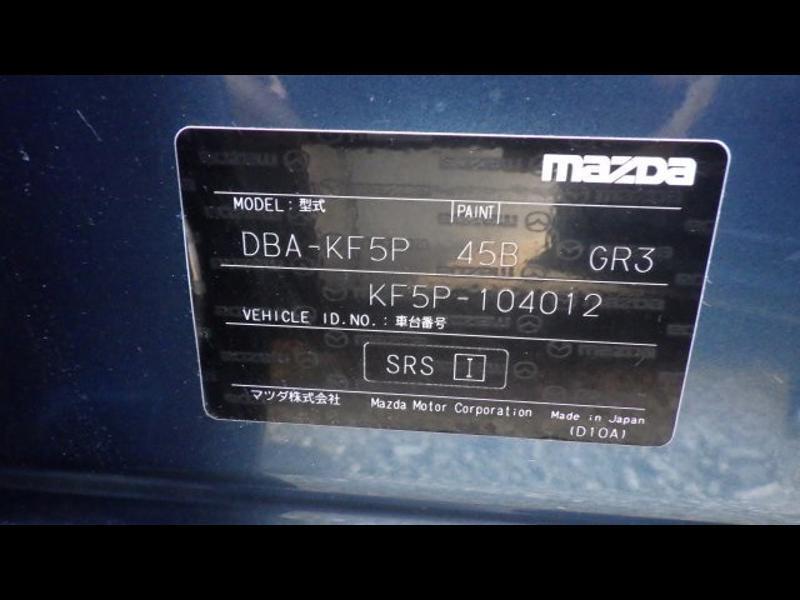 mazda
MODEL : 型式 PAINT
DBA-KF5P 45B GR3
KF5P-104012
VEHICLE ID.NO. : 車台番号
SRS I
マツダ株式会社 Mazda Motor Corporation Made in Japan
(D10A)